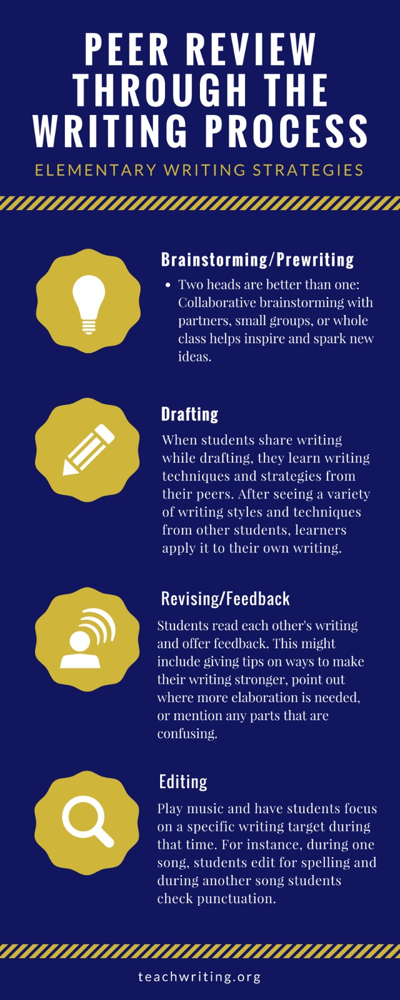 PEER REVIEW
THROUGH THE
WRITING PROCESS
ELEMENTARY WRITING STRATEGIES
Brainstorming/Prewriting
• Two heads are better than one:
Collaborative brainstorming with
partners, small groups, or whole
class helps inspire and spark new
ideas.
Drafting
When students share writing
while drafting, they learn writing
techniques and strategies from
their peers. After seeing a variety
of writing styles and techniques
from other students, learners
apply it to their own writing.
Revising/Feedback
Students read each other's writing
and offer feedback. This might
include giving tips on ways to make
their writing stronger, point out
where more elaboration is needed,
or mention any parts that are
confusing.
Editing
Play music and have students focus
on a specific writing target during
that time. For instance, during one
song, students edit for spelling and
during another song students
check punctuation.
teachwriting.org